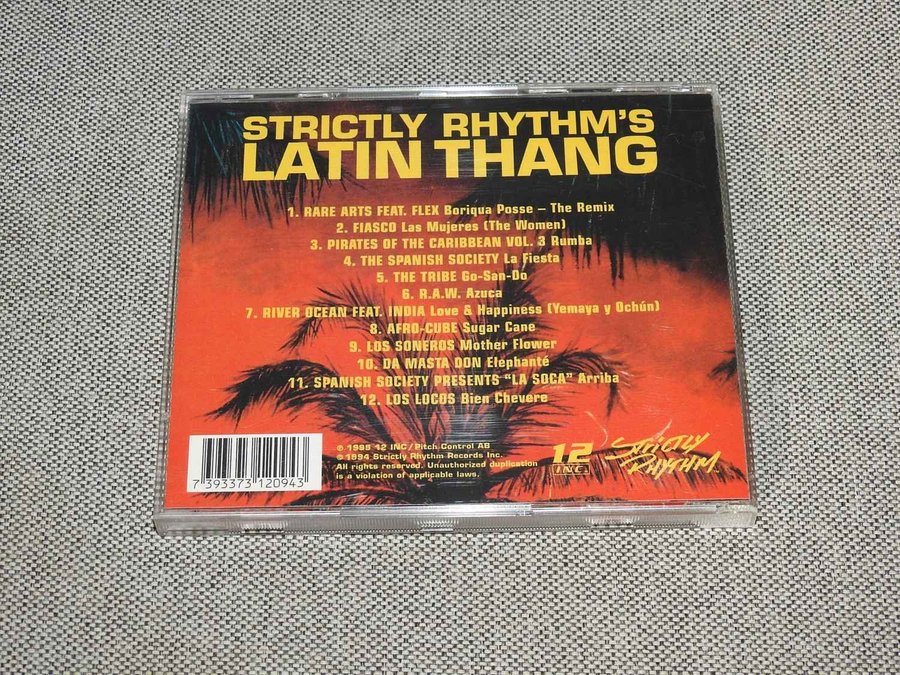 STRICTLY RHYTHM'S
LATIN THANG
1. RARE ARTS FEAT. FLEX Boriqua Posse – The Remix
2. FIASCO Las Mujeres (The Women)
3. PIRATES OF THE CARIBBEAN VOL. 3 Rumba
4. THE SPANISH SOCIETY La Fiesta
5. THE TRIBE Go-San-Do
6. R.A.W. Azuca
7. RIVER OCEAN FEAT. INDIA Love & Happiness (Yemaya y Ochún)
8. AFRO-CUBE Sugar Cane
9. LOS SONEROS Mother Flower
10. DA MASTA DON Elephanté
11. SPANISH SOCIETY PRESENTS “LA SOCA” Arriba
12. LOS LOCOS Bien Chevere
℗ 1995 12 INC/Pitch Control AB
© 1994 Strictly Rhythm Records Inc.
All rights reserved. Unauthorized duplication
is a violation of applicable laws.
12
INC.
STRICTLY
RHYTHM
7 393373 120943